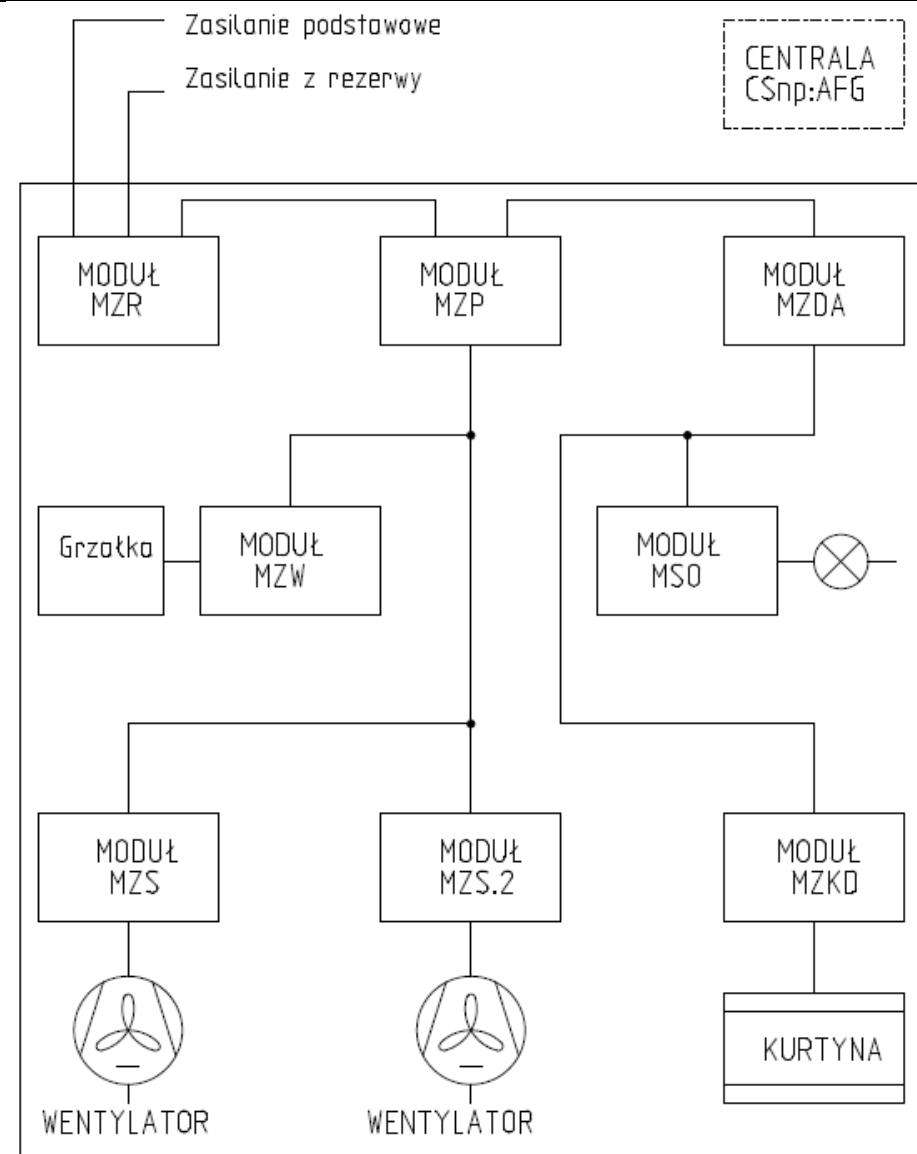 Zasilanie podstawowe
Zasilanie z rezerwy
CENTRALA
CSnp:AFG
MODUŁ
MZR
MODUŁ
MZP
MODUŁ
MZDA
Grzałka
MODUŁ
MZW
MODUŁ
MSO
MODUŁ
MZS
MODUŁ
MZS.2
MODUŁ
MZKD
KURTYNA
WENTYLATOR
WENTYLATOR